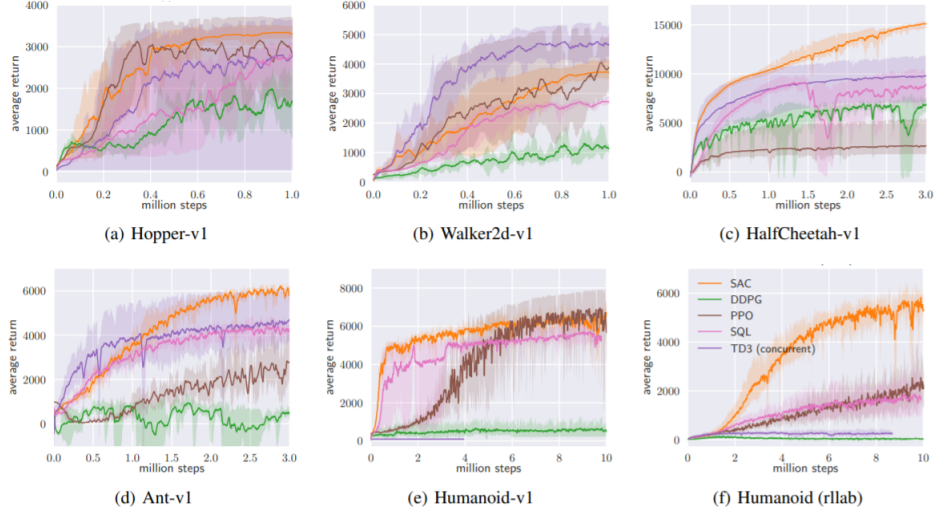 4000
3000
2000
1000
0
average return
0.0 0.2 0.4 0.6 0.8 1.0
million steps
(a) Hopper-v1
6000
5000
4000
3000
2000
1000
0
average return
0.0 0.2 0.4 0.6 0.8 1.0
million steps
(b) Walker2d-v1
15000
10000
5000
0
average return
0.0 0.5 1.0 1.5 2.0 2.5 3.0
million steps
(c) HalfCheetah-v1
6000
4000
2000
0
average return
0.0 0.5 1.0 1.5 2.0 2.5 3.0
million steps
(d) Ant-v1
8000
6000
4000
2000
0
average return
0 2 4 6 8 10
million steps
(e) Humanoid-v1
6000
4000
2000
0
average return
SAC
DDPG
PPO
SQL
TD3 (concurrent)
0 2 4 6 8 10
million steps
(f) Humanoid (rllab)